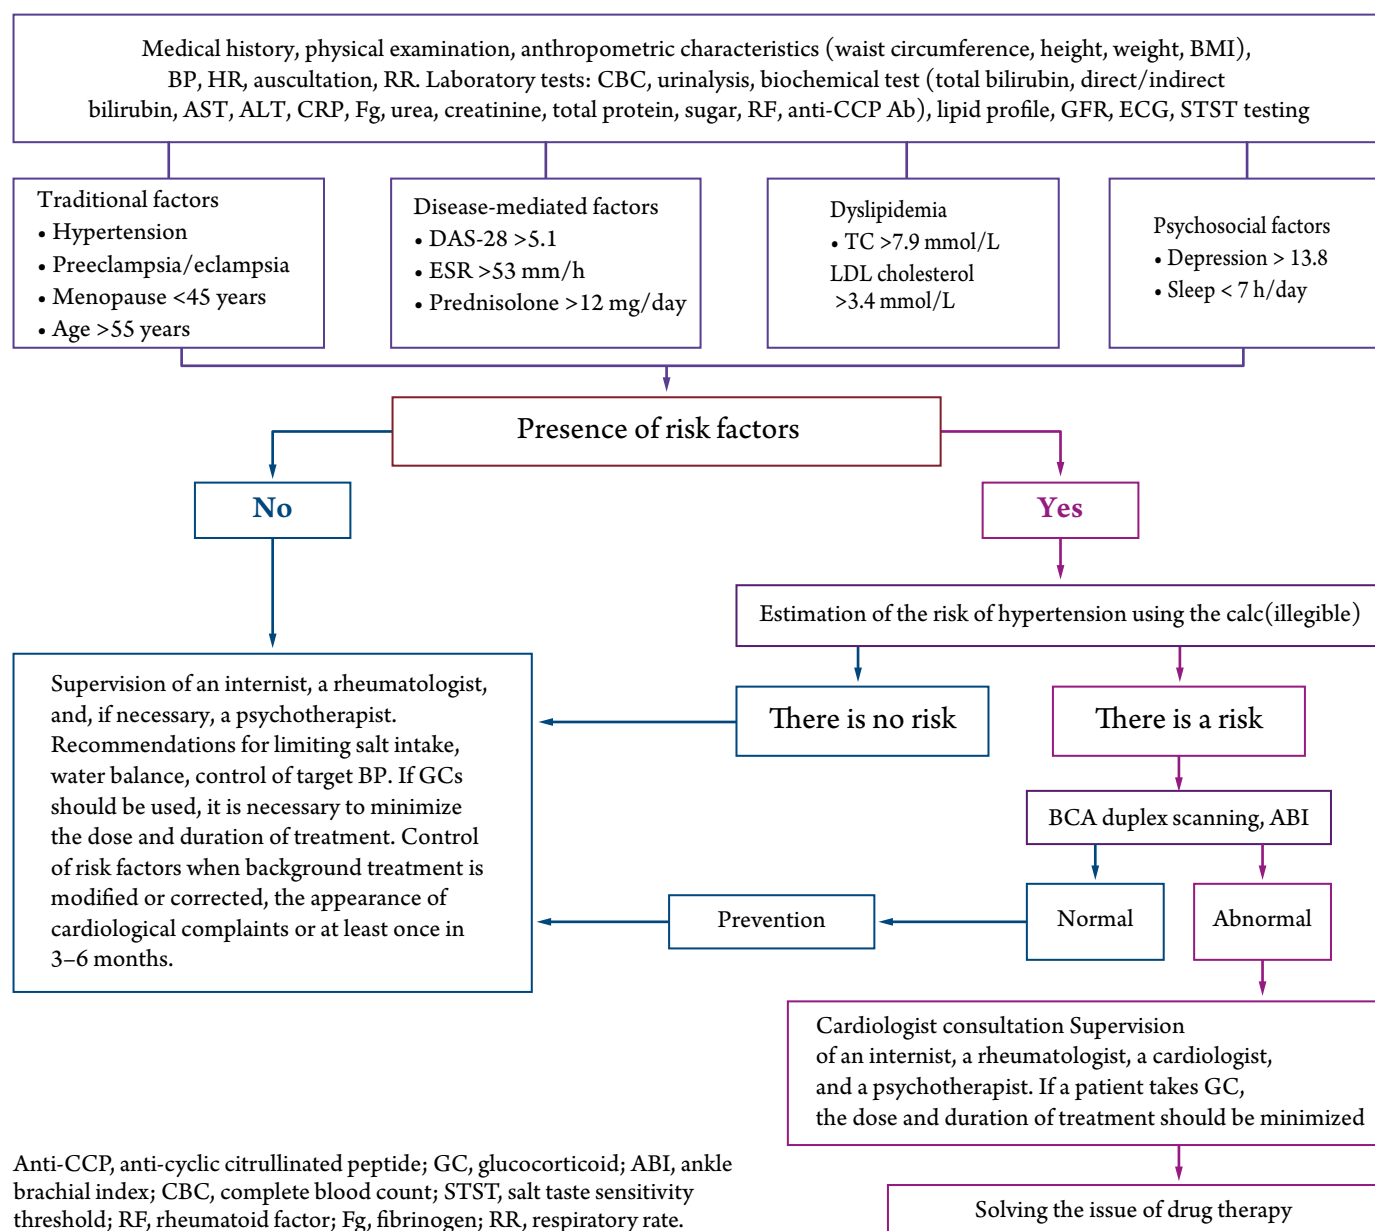 Medical history, physical examination, anthropometric characteristics (waist circumference, height, weight, BMI),
BP, HR, auscultation, RR. Laboratory tests: CBC, urinalysis, biochemical test (total bilirubin, direct/indirect
bilirubin, AST, ALT, CRP, Fg, urea, creatinine, total protein, sugar, RF, anti-CCP Ab), lipid profile, GFR, ECG, STST testing
Traditional factors
• Hypertension
• Preeclampsia/eclampsia
• Menopause <45 years
• Age >55 years
Disease-mediated factors
• DAS-28 >5.1
• ESR >53 mm/h
• Prednisolone >12 mg/day
Dyslipidemia
• TC >7.9 mmol/L
LDL cholesterol
>3.4 mmol/L
Psychosocial factors
• Depression > 13.8
• Sleep < 7 h/day
Presence of risk factors
No
Yes
Estimation of the risk of hypertension using the calc(illegible)
There is no risk
There is a risk
Supervision of an internist, a rheumatologist,
and, if necessary, a psychotherapist.
Recommendations for limiting salt intake,
water balance, control of target BP. If GCs
should be used, it is necessary to minimize
the dose and duration of treatment. Control
of risk factors when background treatment is
modified or corrected, the appearance of
cardiological complaints or at least once in
3–6 months.
BCA duplex scanning, ABI
Prevention
Normal
Abnormal
Cardiologist consultation Supervision
of an internist, a rheumatologist, a cardiologist,
and a psychotherapist. If a patient takes GC,
the dose and duration of treatment should be minimized
Solving the issue of drug therapy
Anti-CCP, anti-cyclic citrullinated peptide; GC, glucocorticoid; ABI, ankle
brachial index; CBC, complete blood count; STST, salt taste sensitivity
threshold; RF, rheumatoid factor; Fg, fibrinogen; RR, respiratory rate.